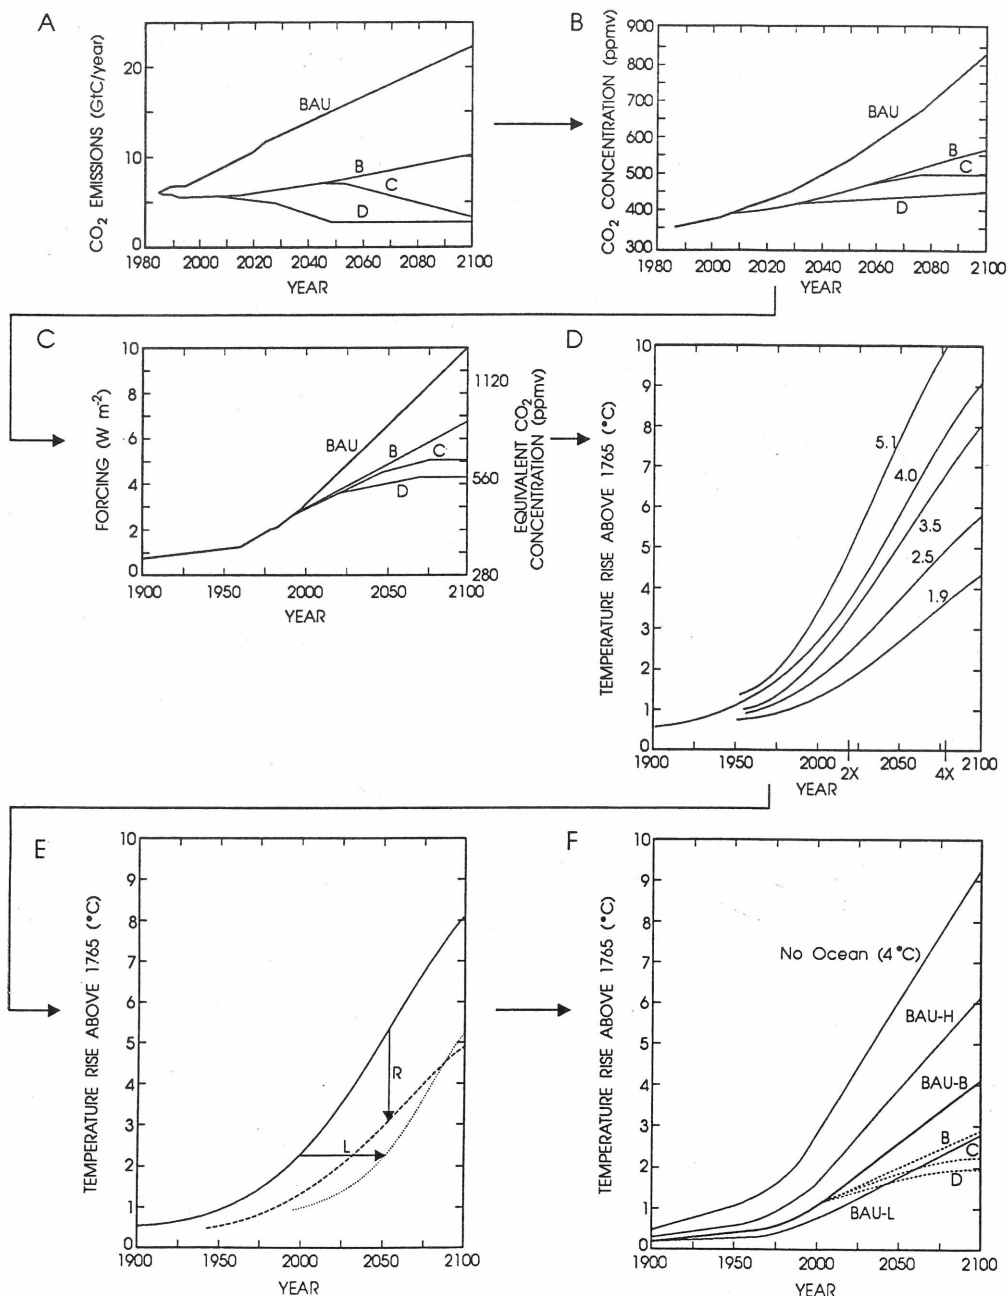 A
CO2 EMISSIONS (GtC/year)
20
10
0
BAU
B
C
D
1980 2000 2020 2040 2060 2080 2100
YEAR
B
CO2 CONCENTRATION (ppmv)
900
800
700
600
500
400
300
BAU
B
C
D
1980 2000 2020 2040 2060 2080 2100
YEAR
C
FORCING (W m-2)
10
8
6
4
2
0
BAU
B
C
D
1120
560
280
EQUIVALENT CO2
CONCENTRATION (ppmv)
1900 1950 2000 2050 2100
YEAR
D
TEMPERATURE RISE ABOVE 1765 (°C)
10
9
8
7
6
5
4
3
2
1
0
5.1
4.0
3.5
2.5
1.9
1900 1950 2000 2050 2100
2X 4X
YEAR
E
TEMPERATURE RISE ABOVE 1765 (°C)
10
9
8
7
6
5
4
3
2
1
0
R
L
1900 1950 2000 2050 2100
YEAR
F
TEMPERATURE RISE ABOVE 1765 (°C)
10
9
8
7
6
5
4
3
2
1
0
No Ocean (4°C)
BAU-H
BAU-B
B
C
D
BAU-L
1900 1950 2000 2050 2100
YEAR